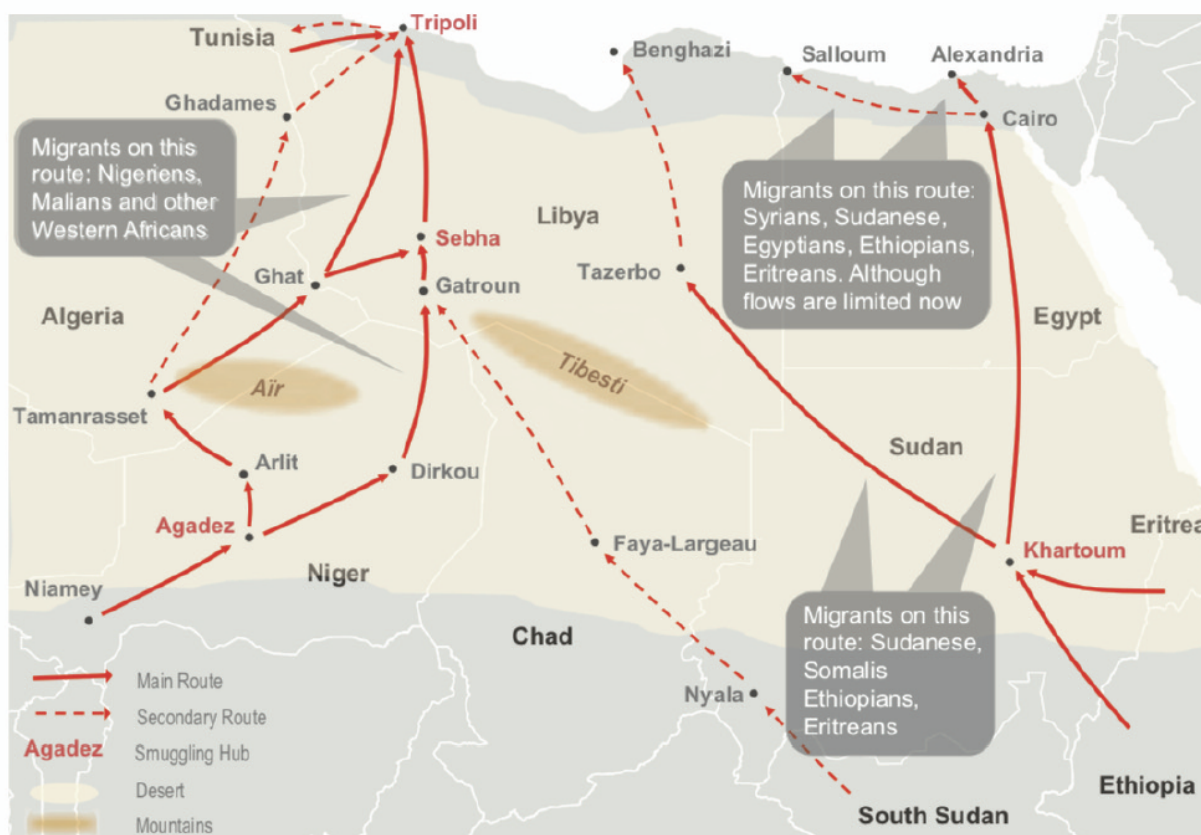 Tripoli
Tunisia
Benghazi
Salloum
Alexandria
Ghadames
Cairo
Migrants on this
route: Nigeriens,
Malians and other
Western Africans
Migrants on this route:
Syrians, Sudanese,
Egyptians, Ethiopians,
Eritreans. Although
flows are limited now
Libya
Sebha
Ghat
Gatroun
Tazerbo
Algeria
Egypt
Aïr
Tibesti
Tamanrasset
Sudan
Arlit
Dirkou
Agadez
Eritrea
Faya-Largeau
Khartoum
Niger
Niamey
Chad
Migrants on this
route: Sudanese,
Somalis
Ethiopians,
Eritreans
Nyala
Ethiopia
South Sudan
Main Route
Secondary Route
Agadez
Smuggling Hub
Desert
Mountains